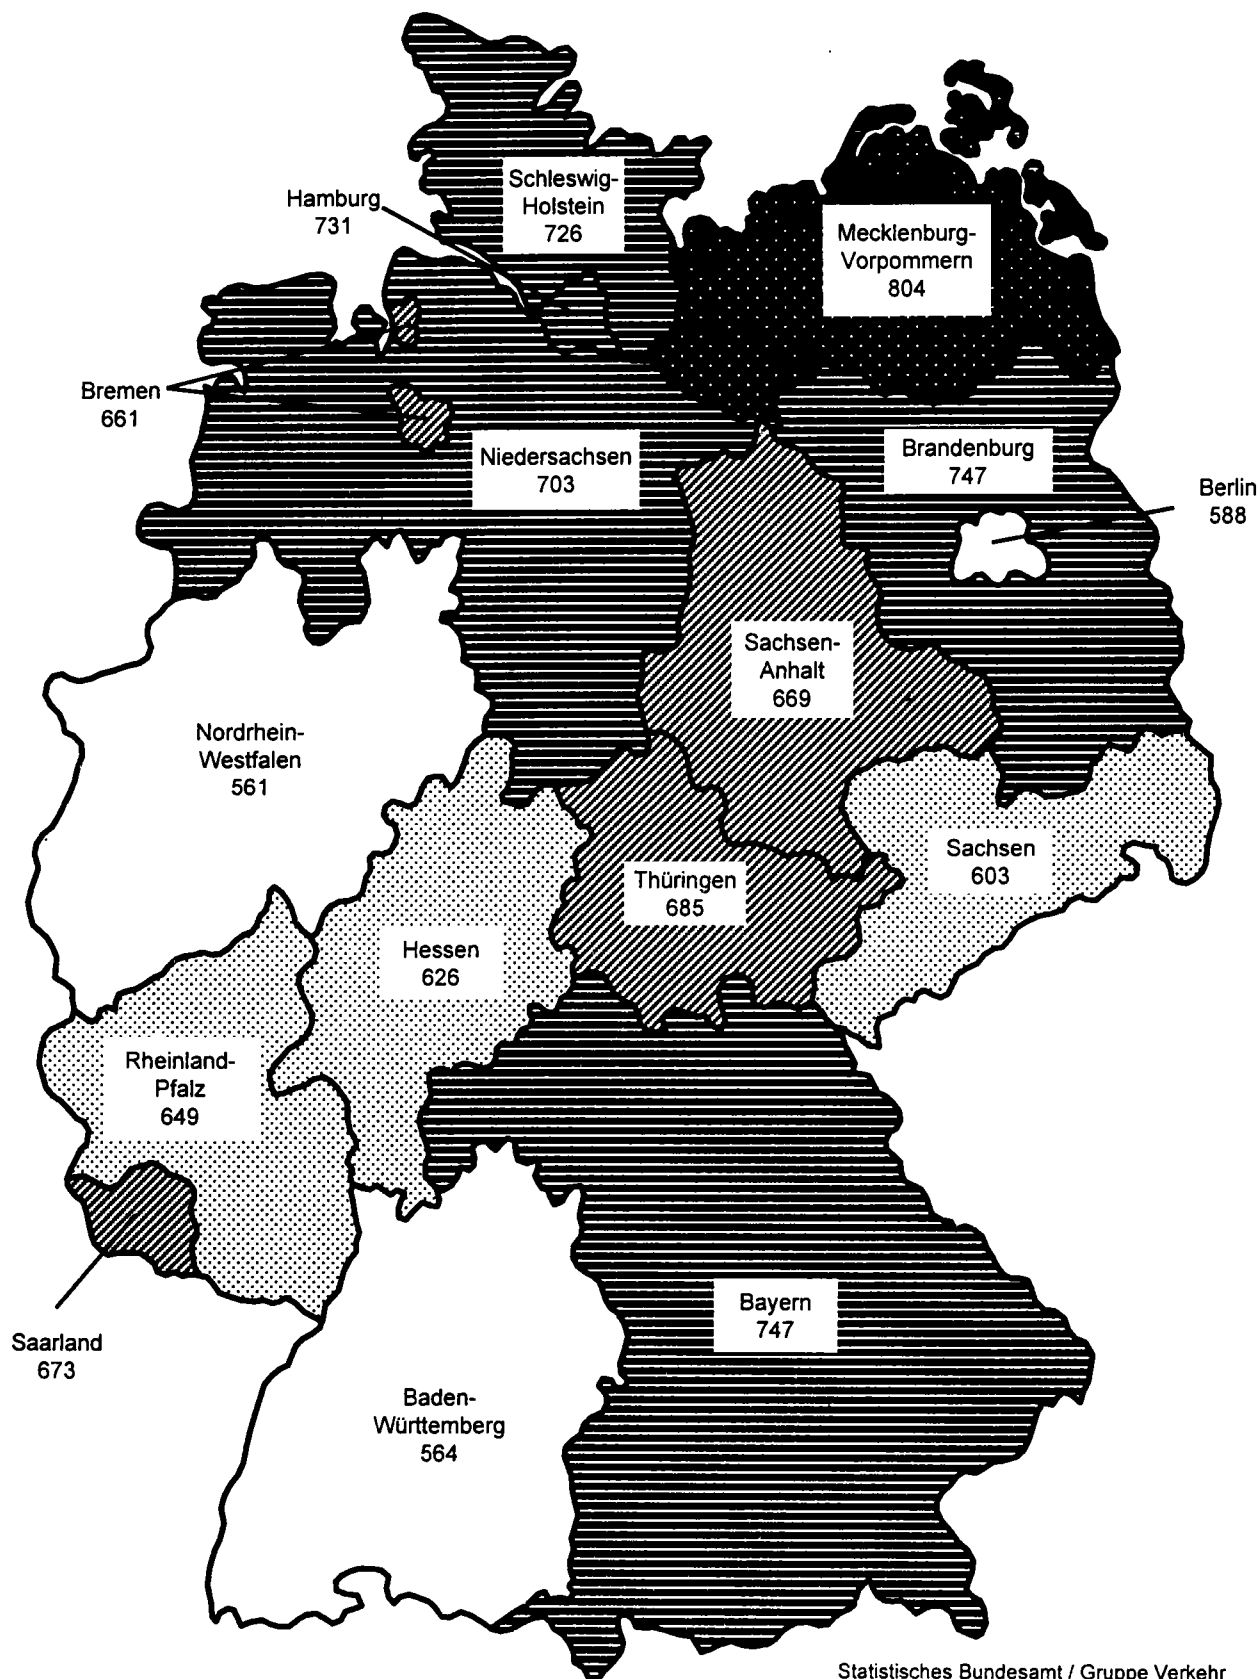 Schleswig-
Holstein
726
Hamburg
731
Mecklenburg-
Vorpommern
804
Bremen
661
Niedersachsen
703
Brandenburg
747
Berlin
588
Sachsen-
Anhalt
669
Nordrhein-
Westfalen
561
Sachsen
603
Thüringen
685
Hessen
626
Rheinland-
Pfalz
649
Saarland
673
Bayern
747
Baden-
Württemberg
564
Statistisches Bundesamt / Gruppe Verkehr